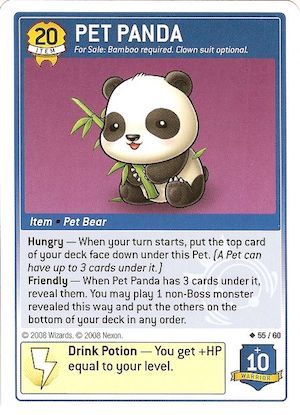 20
ITEM
PET PANDA
For Sale: Bamboo required. Clown suit optional.
Item • Pet Bear
Hungry — When your turn starts, put the top card
of your deck face down under this Pet. (A Pet can
have up to 3 cards under it.)
Friendly — When Pet Panda has 3 cards under it,
reveal them. You may play 1 non-Boss monster
revealed this way and put the others on the
bottom of your deck in any order.
© 2008 Wizards. © 2008 Nexon.
◆ 55 / 60
Drink Potion — You get +HP
equal to your level.
+
10
WARRIOR